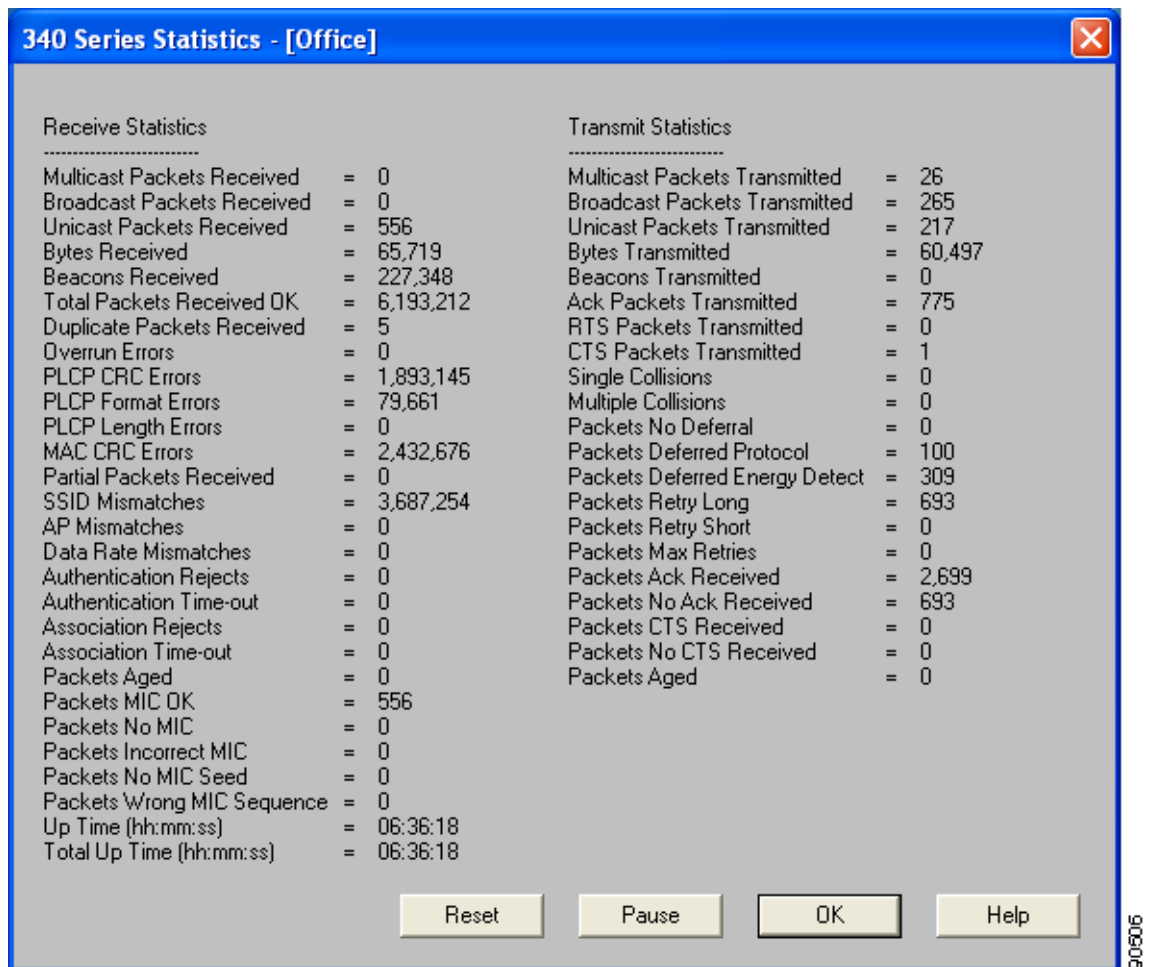 340 Series Statistics - [Office]
Receive Statistics
---------------------------
Multicast Packets Received = 0
Broadcast Packets Received = 0
Unicast Packets Received = 556
Bytes Received = 65,719
Beacons Received = 227,348
Total Packets Received OK = 6,193,212
Duplicate Packets Received = 5
Overrun Errors = 0
PLCP CRC Errors = 1,893,145
PLCP Format Errors = 79,661
PLCP Length Errors = 0
MAC CRC Errors = 2,432,676
Partial Packets Received = 0
SSID Mismatches = 3,687,254
AP Mismatches = 0
Data Rate Mismatches = 0
Authentication Rejects = 0
Authentication Time-out = 0
Association Rejects = 0
Association Time-out = 0
Packets Aged = 0
Packets MIC OK = 556
Packets No MIC = 0
Packets Incorrect MIC = 0
Packets No MIC Seed = 0
Packets Wrong MIC Sequence = 0
Up Time (hh:mm:ss) = 06:36:18
Total Up Time (hh:mm:ss) = 06:36:18
Transmit Statistics
---------------------------
Multicast Packets Transmitted = 26
Broadcast Packets Transmitted = 265
Unicast Packets Transmitted = 217
Bytes Transmitted = 60,497
Beacons Transmitted = 0
Ack Packets Transmitted = 775
RTS Packets Transmitted = 0
CTS Packets Transmitted = 1
Single Collisions = 0
Multiple Collisions = 0
Packets No Deferral = 0
Packets Deferred Protocol = 100
Packets Deferred Energy Detect = 309
Packets Retry Long = 693
Packets Retry Short = 0
Packets Max Retries = 0
Packets Ack Received = 2,699
Packets No Ack Received = 693
Packets CTS Received = 0
Packets No CTS Received = 0
Packets Aged = 0
Reset
Pause
OK
Help
90606